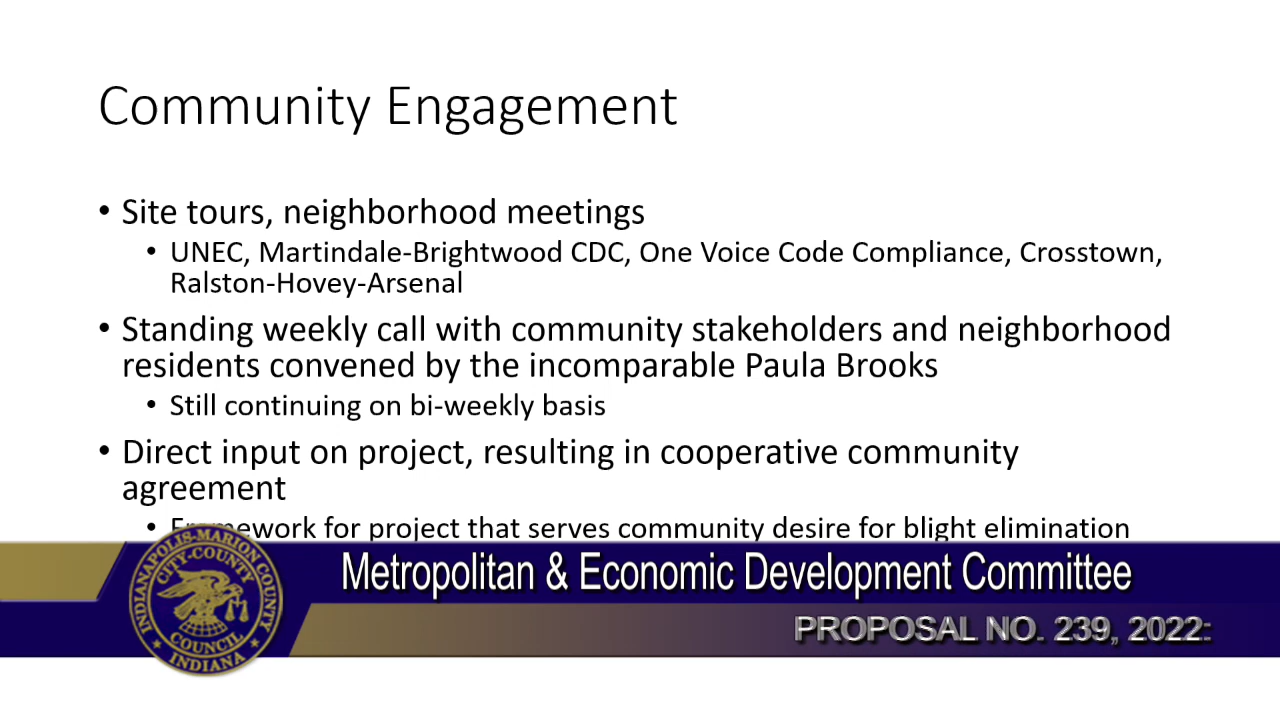 Community Engagement
• Site tours, neighborhood meetings
• UNEC, Martindale-Brightwood CDC, One Voice Code Compliance, Crosstown,
Ralston-Hovey-Arsenal
• Standing weekly call with community stakeholders and neighborhood
residents convened by the incomparable Paula Brooks
• Still continuing on bi-weekly basis
• Direct input on project, resulting in cooperative community
agreement
• Framework for project that serves community desire for blight elimination
Metropolitan & Economic Development Committee
PROPOSAL NO. 239, 2022:
INDIANAPOLIS-MARION COUNTY
CITY-COUNTY
COUNCIL
INDIANA